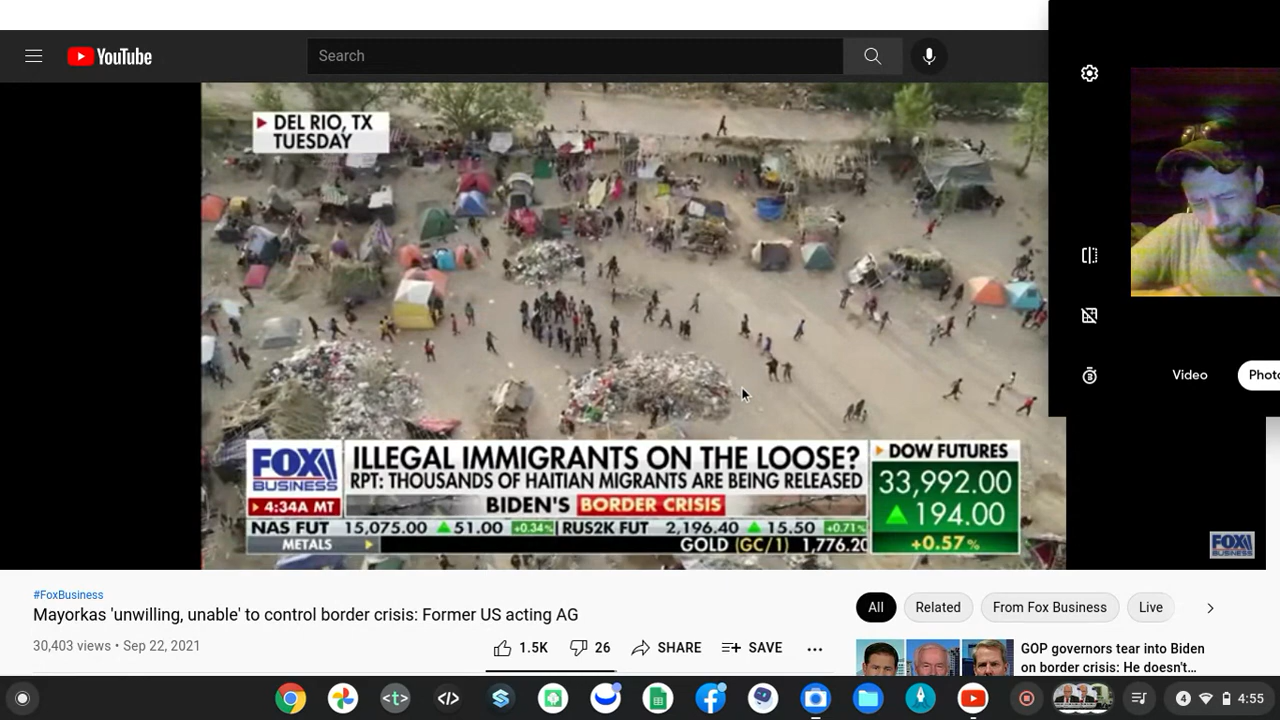 YouTube
Search
DEL RIO, TX
TUESDAY
Video
Photo
FOX
BUSINESS
4:34A MT
ILLEGAL IMMIGRANTS ON THE LOOSE?
RPT: THOUSANDS OF HAITIAN MIGRANTS ARE BEING RELEASED
BIDEN'S BORDER CRISIS
DOW FUTURES
33,992.00
194.00
+0.57%
NAS FUT 15,075.00 51.00 +0.34% RUS2K FUT 2,196.40 15.50 +0.71%
METALS GOLD (GC/1) 1,776.20
FOX
BUSINESS
#FoxBusiness
Mayorkas 'unwilling, unable' to control border crisis: Former US acting AG
30,403 views • Sep 22, 2021
1.5K 26 SHARE SAVE
All Related From Fox Business Live
GOP governors tear into Biden
on border crisis: He doesn't...
<t> </>
4 4:55